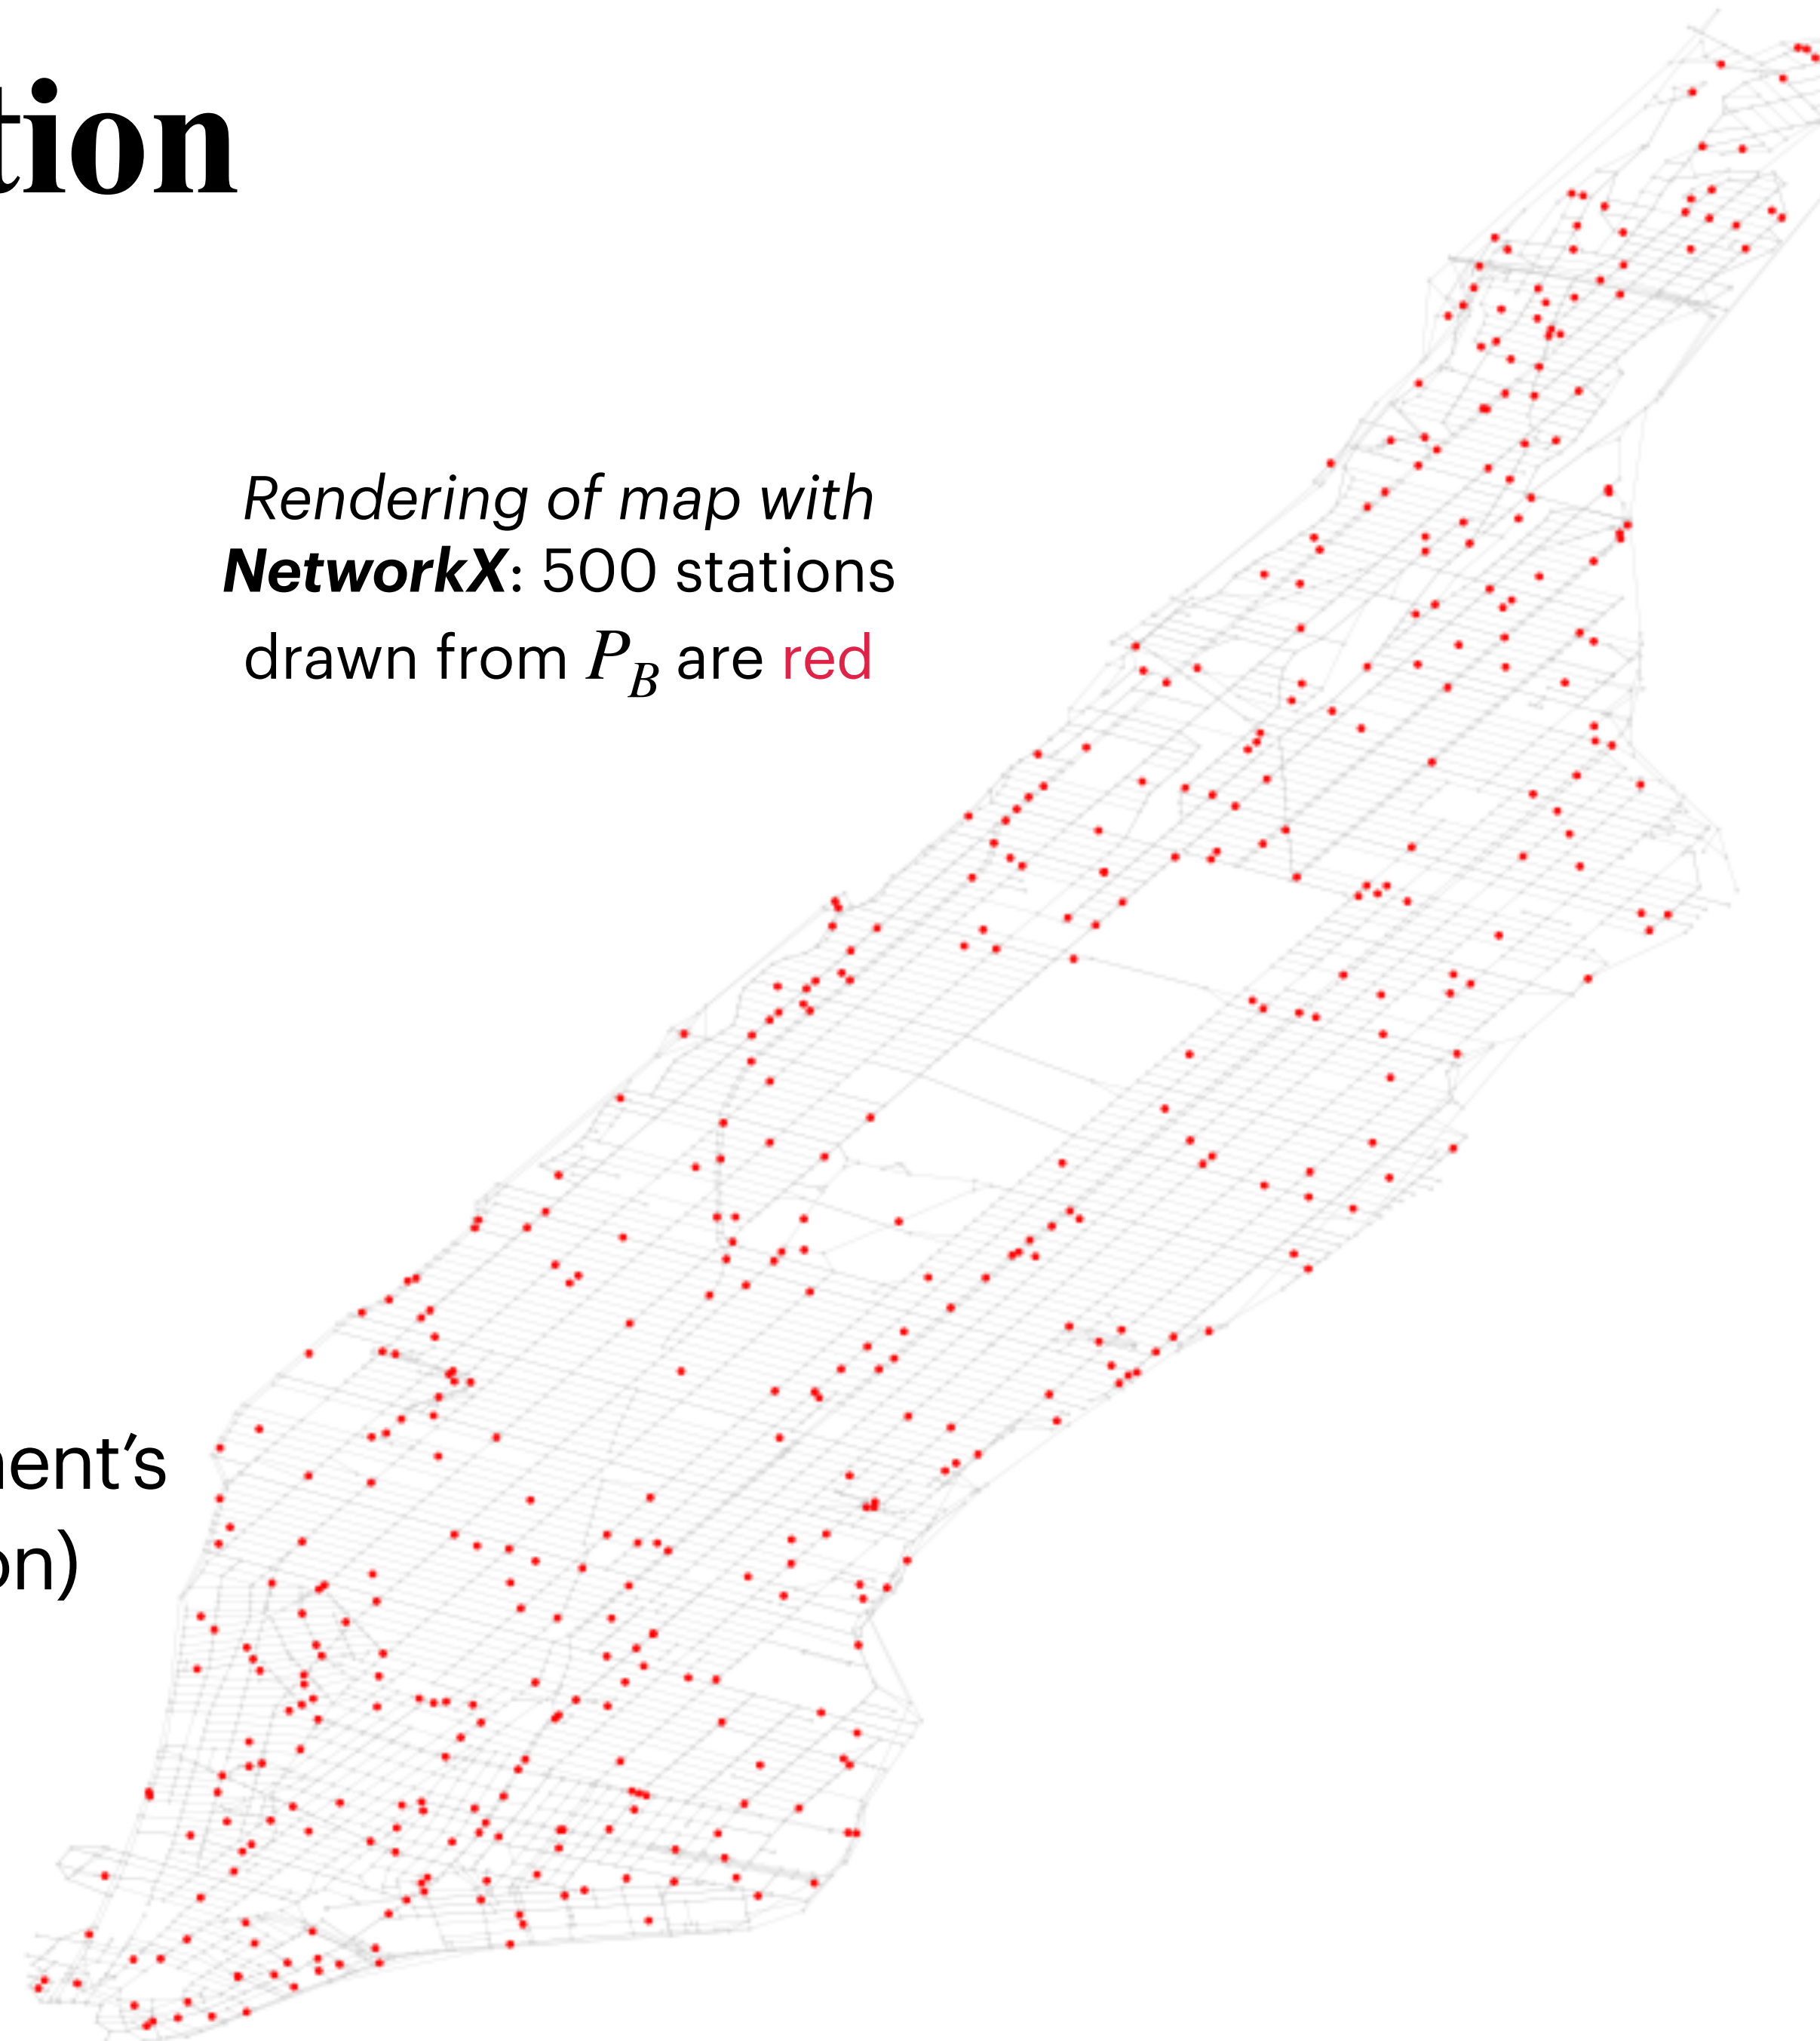 tion
Rendering of map with
NetworkX: 500 stations
drawn from P_B are red
ent’s
on)